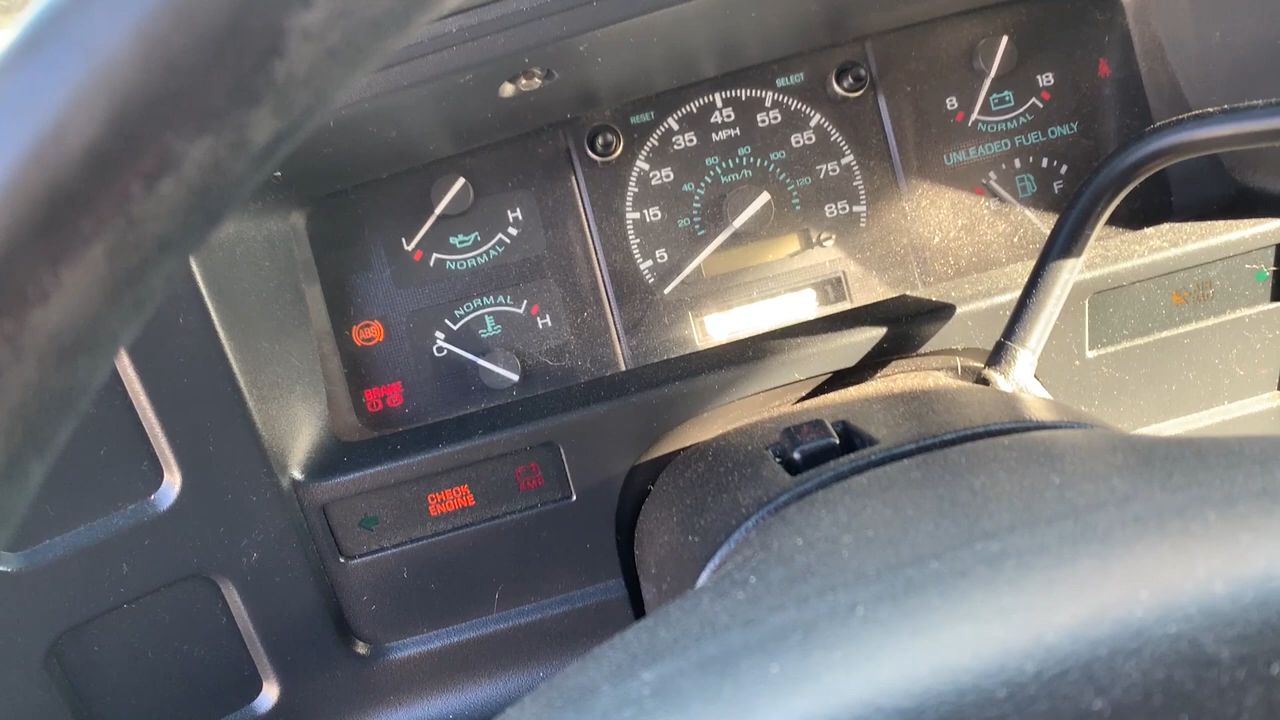 RESET
SELECT
5
15
25
35
45
55
65
75
85
MPH
20
40
60
80
100
120
km/h
L
H
NORMAL
NORMAL
C
H
ABS
BRAKE
CHECK
ENGINE
AMP
8
18
NORMAL
UNLEADED FUEL ONLY
E
F